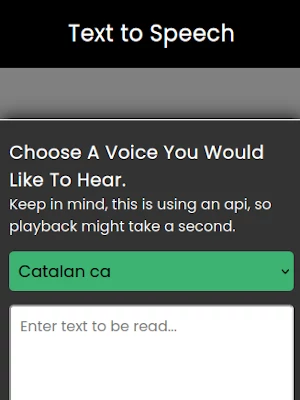 Text to Speech
Choose A Voice You Would
Like To Hear.
Keep in mind, this is using an api, so
playback might take a second.
Catalan ca
Enter text to be read...